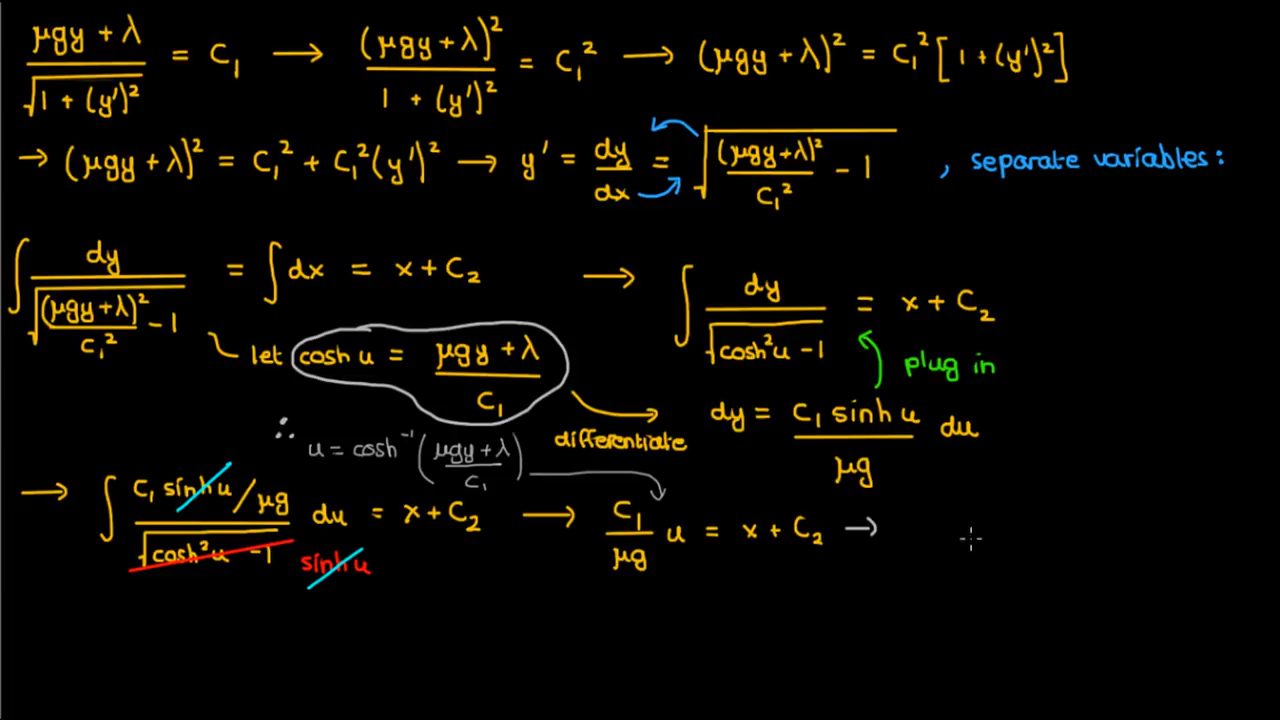 (μgy + λ) / √(1 + (y')²) = C₁ → (μgy + λ)² / (1 + (y')²) = C₁² → (μgy + λ)² = C₁² [1 + (y')²]
→ (μgy + λ)² = C₁² + C₁²(y')² → y' = dy/dx = √((μgy + λ)² / C₁² - 1) , separate variables:
∫ dy / √((μgy + λ)² / C₁² - 1) = ∫ dx = x + C₂ → ∫ dy / √(cosh²u - 1) = x + C₂
let cosh u = (μgy + λ) / C₁
plug in
differentiate
dy = (C₁ sinh u / μg) du
∴ u = cosh⁻¹((μgy + λ) / C₁)
→ ∫ (C₁ sinh u / μg) / √(cosh²u - 1) du = x + C₂ → (C₁ / μg) u = x + C₂ →
sinh u